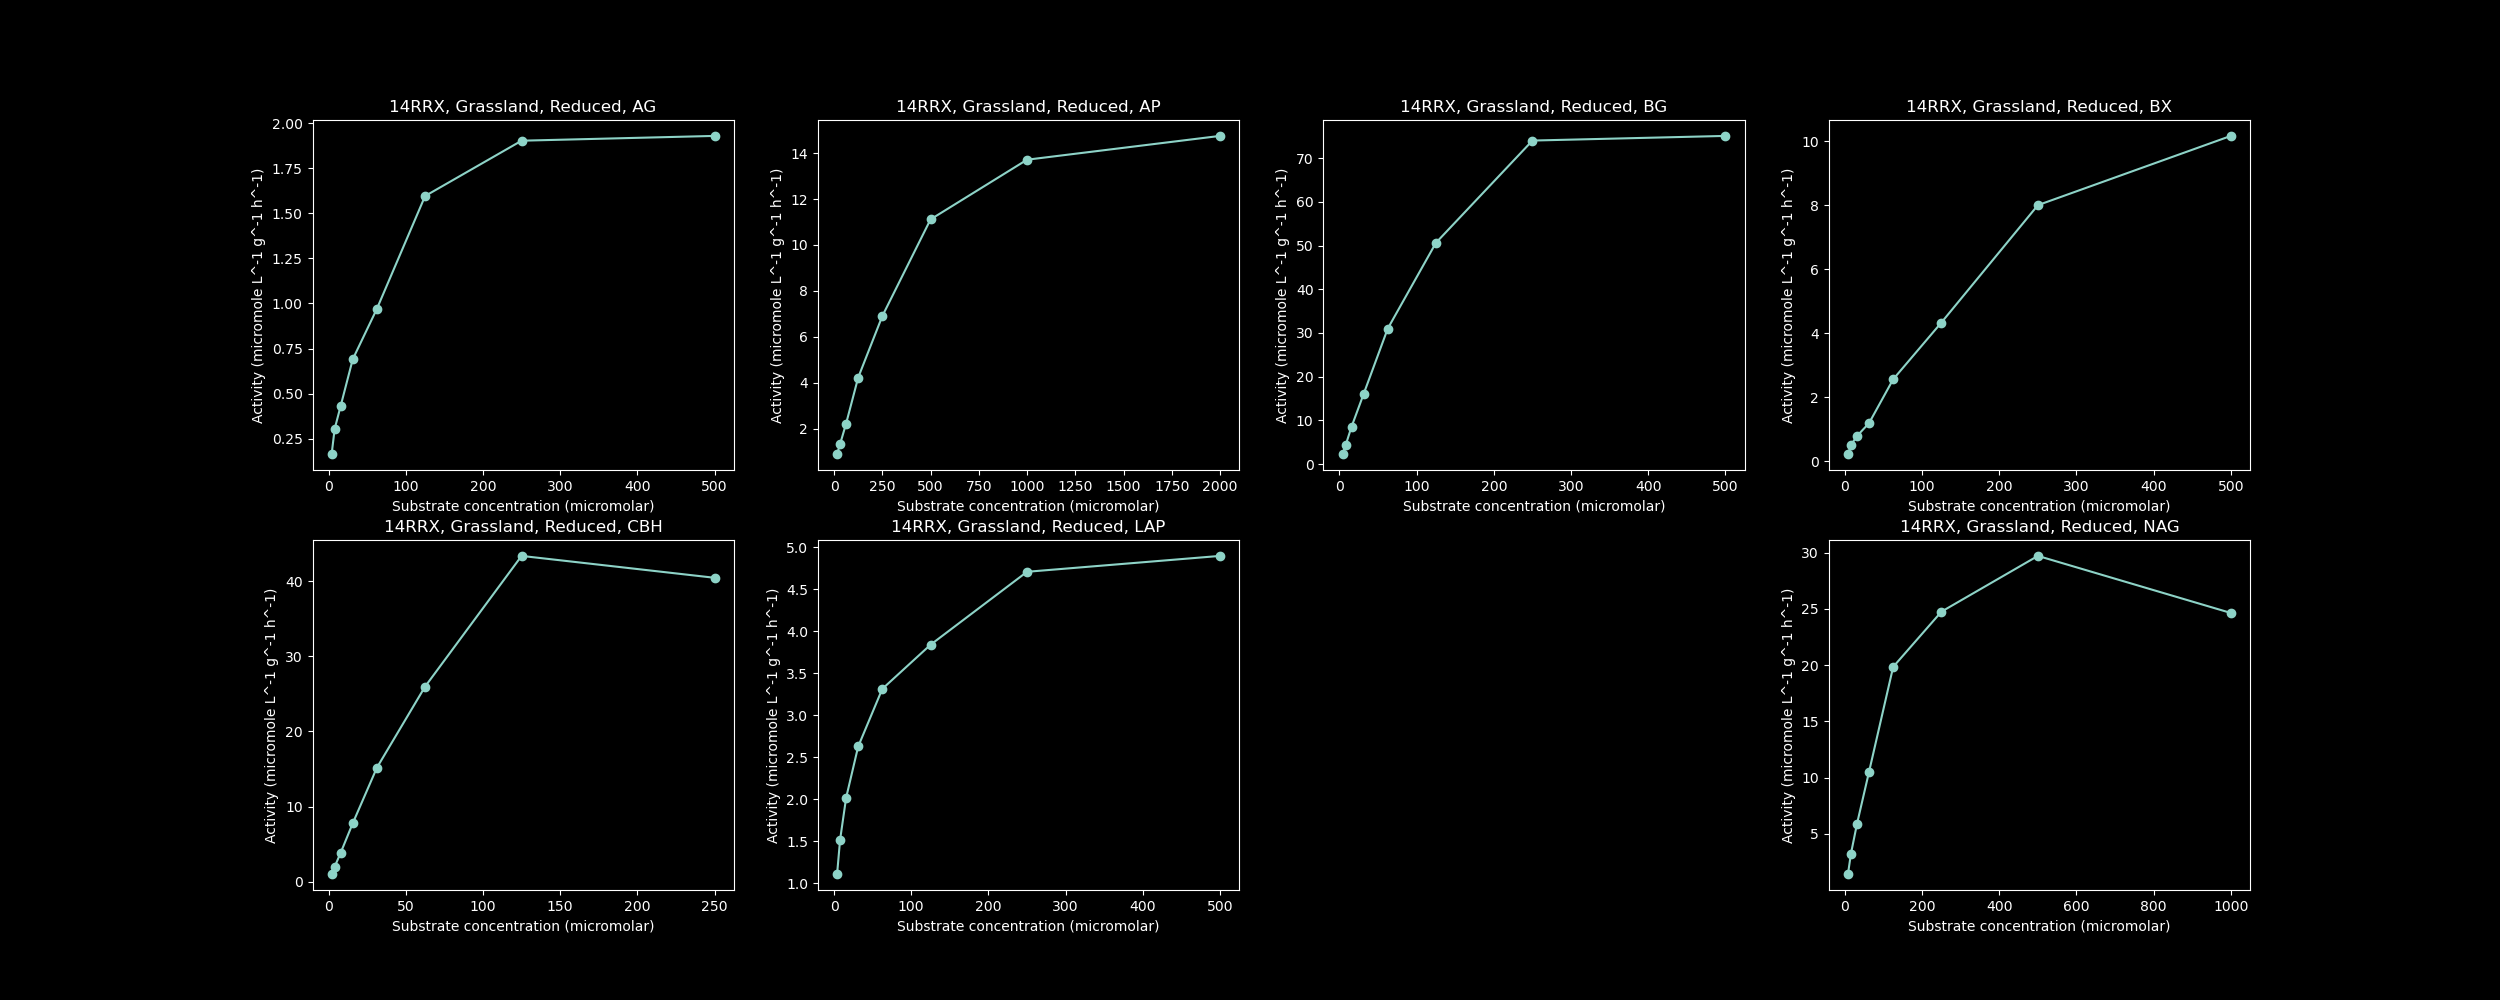 14RRX, Grassland, Reduced, AG
2.00
1.75
1.50
1.25
1.00
0.75
0.50
0.25
Activity (micromole L^-1 g^-1 h^-1)
0 100 200 300 400 500
Substrate concentration (micromolar)
14RRX, Grassland, Reduced, AP
14
12
10
8
6
4
2
Activity (micromole L^-1 g^-1 h^-1)
0 250 500 750 1000 1250 1500 1750 2000
Substrate concentration (micromolar)
14RRX, Grassland, Reduced, BG
70
60
50
40
30
20
10
0
Activity (micromole L^-1 g^-1 h^-1)
0 100 200 300 400 500
Substrate concentration (micromolar)
14RRX, Grassland, Reduced, BX
10
8
6
4
2
0
Activity (micromole L^-1 g^-1 h^-1)
0 100 200 300 400 500
Substrate concentration (micromolar)
14RRX, Grassland, Reduced, CBH
40
30
20
10
0
Activity (micromole L^-1 g^-1 h^-1)
0 50 100 150 200 250
Substrate concentration (micromolar)
14RRX, Grassland, Reduced, LAP
5.0
4.5
4.0
3.5
3.0
2.5
2.0
1.5
1.0
Activity (micromole L^-1 g^-1 h^-1)
0 100 200 300 400 500
Substrate concentration (micromolar)
14RRX, Grassland, Reduced, NAG
30
25
20
15
10
5
Activity (micromole L^-1 g^-1 h^-1)
0 200 400 600 800 1000
Substrate concentration (micromolar)